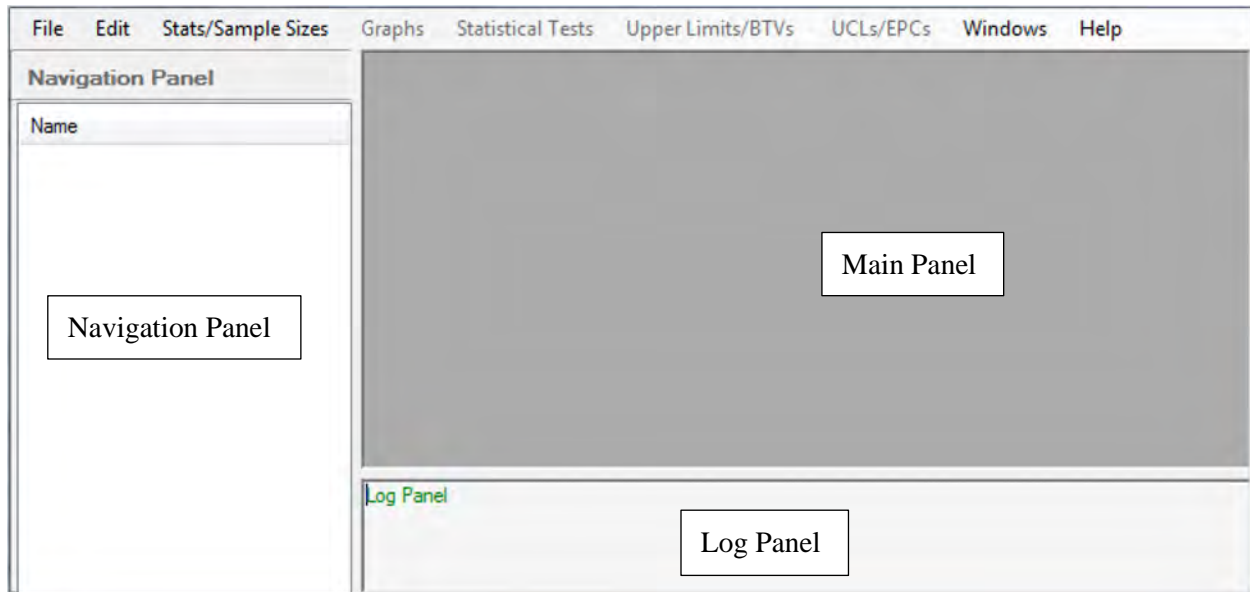 File Edit Stats/Sample Sizes Graphs Statistical Tests Upper Limits/BTVs UCLs/EPCs Windows Help
Navigation Panel
Name
Main Panel
Navigation Panel
Log Panel
Log Panel